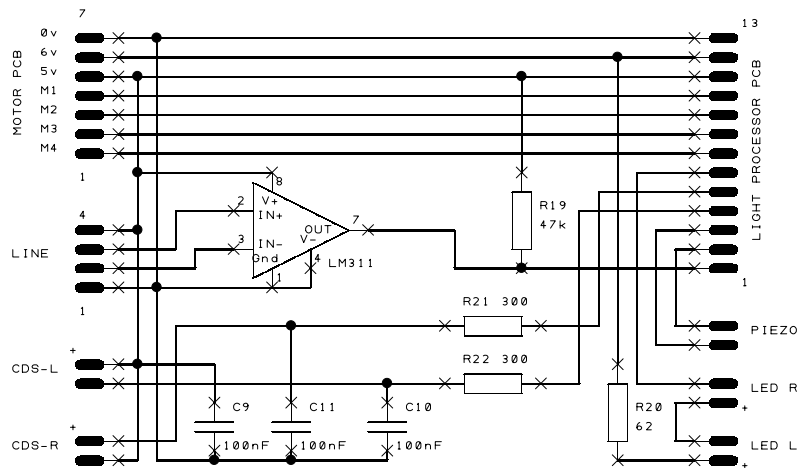 7
13
0v
6v
5v
M1
M2
M3
M4
MOTOR PCB
LIGHT PROCESSOR PCB
1
8
V+
2
IN+
R19
47k
4
OUT
7
V-
3
IN-
Gnd
4
LM311
LINE
1
1
1
R21 300
PIEZO
+
R22 300
CDS-L
LED R
C9
C11
C10
R20
62
+
+
100nF
100nF
100nF
CDS-R
LED L
+